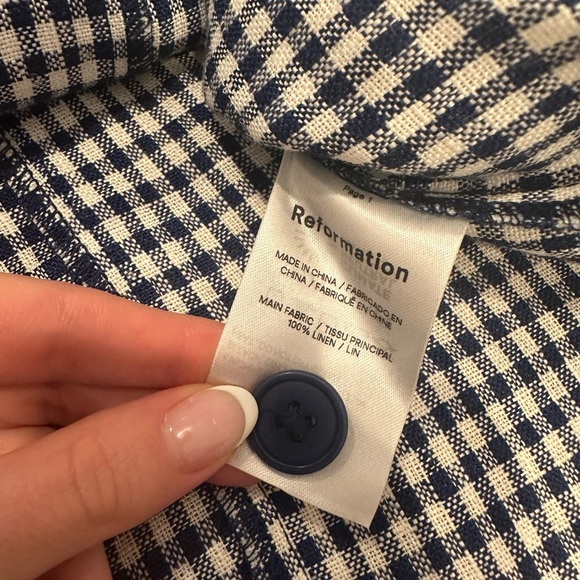 Page 1
Reformation
MADE IN CHINA / FABRICADO EN
CHINA / FABRIQUÉ EN CHINE
MAIN FABRIC / TISSU PRINCIPAL
100% LINEN / LIN